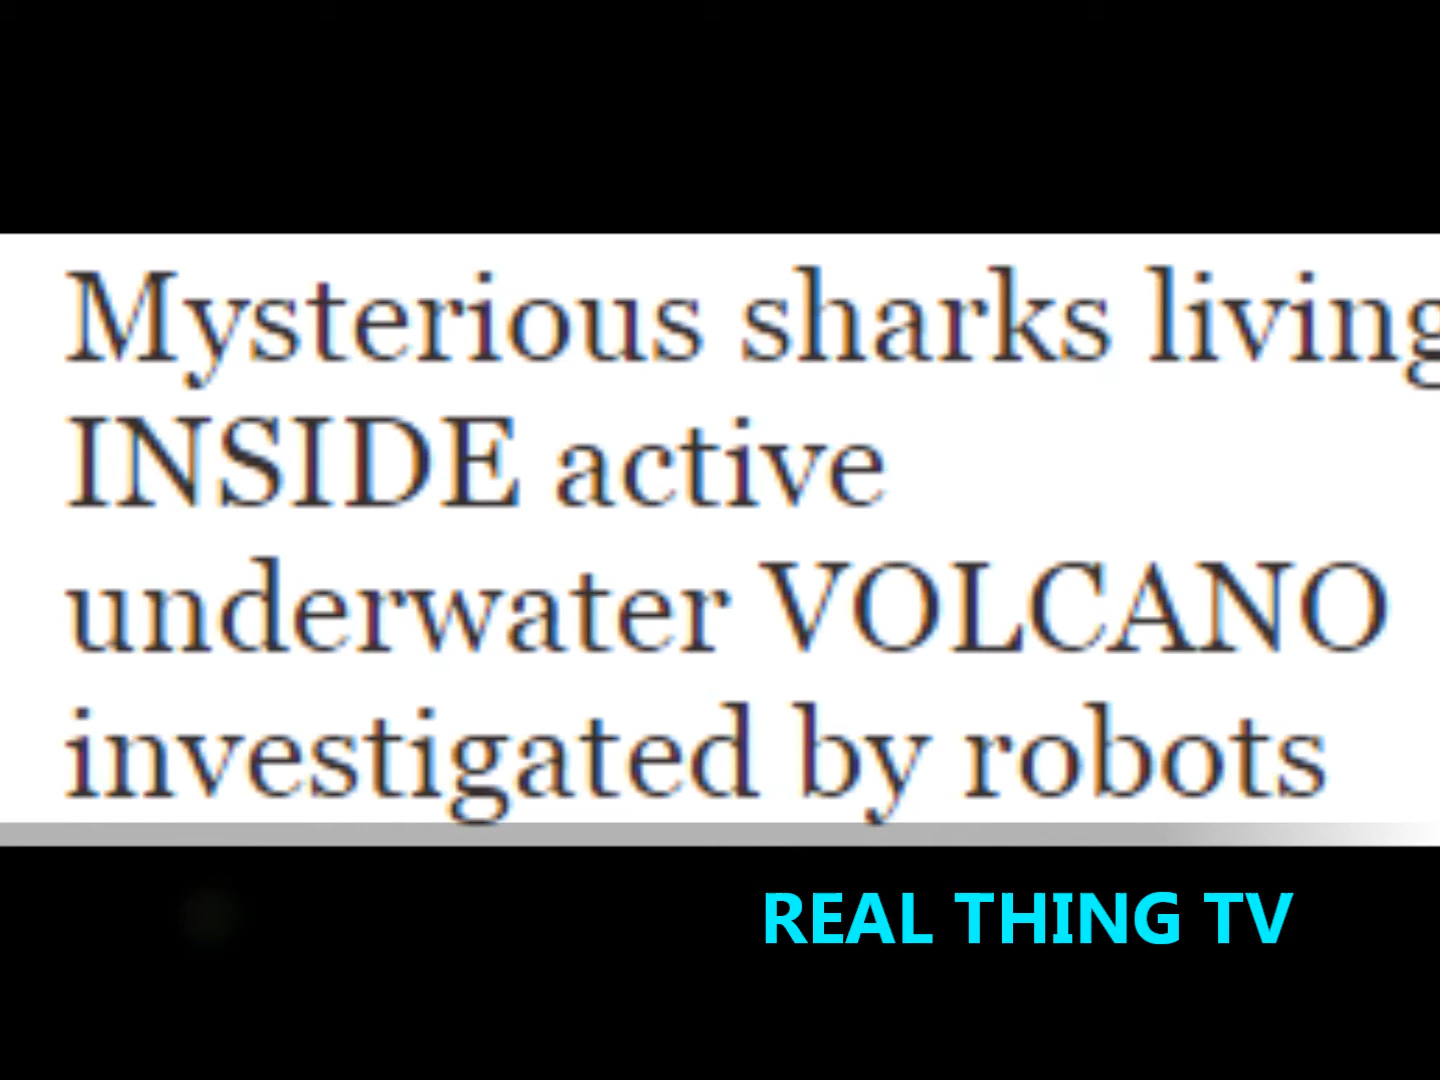 Mysterious sharks living
INSIDE active
underwater VOLCANO
investigated by robots
REAL THING TV